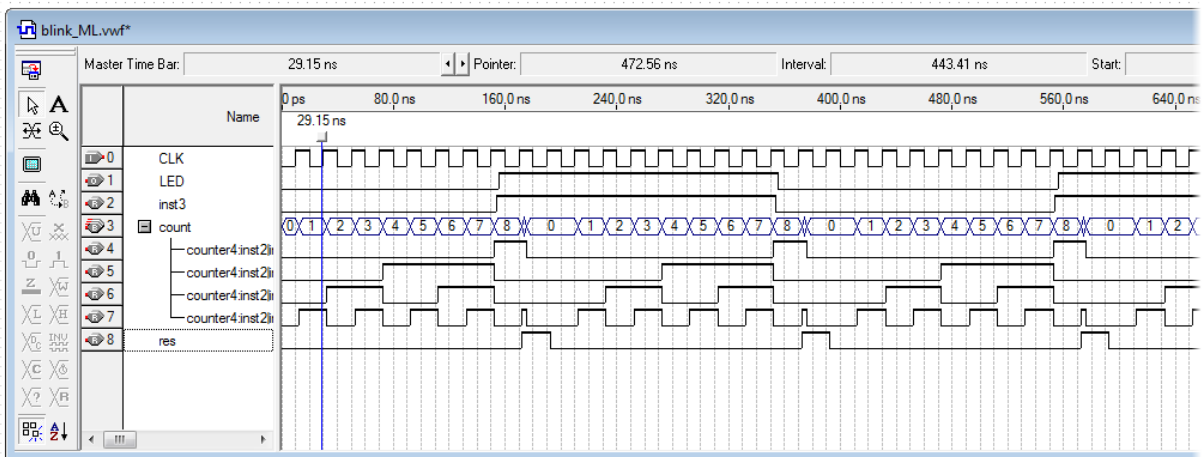 blink_ML.vwf*
Master Time Bar: 29.15 ns Pointer: 472.56 ns Interval: 443.41 ns Start:
A Name 0 ps 80.0 ns 160.0 ns 240.0 ns 320.0 ns 400.0 ns 480.0 ns 560.0 ns 640.0 ns
29.15 ns
0 CLK
1 LED
2 inst3
3 count 0 1 2 3 4 5 6 7 8 0 1 2 3 4 5 6 7 8 0 1 2 3 4 5 6 7 8 0 1 2
4 counter4:inst2|
5 counter4:inst2|
6 counter4:inst2|
7 counter4:inst2|
8 res